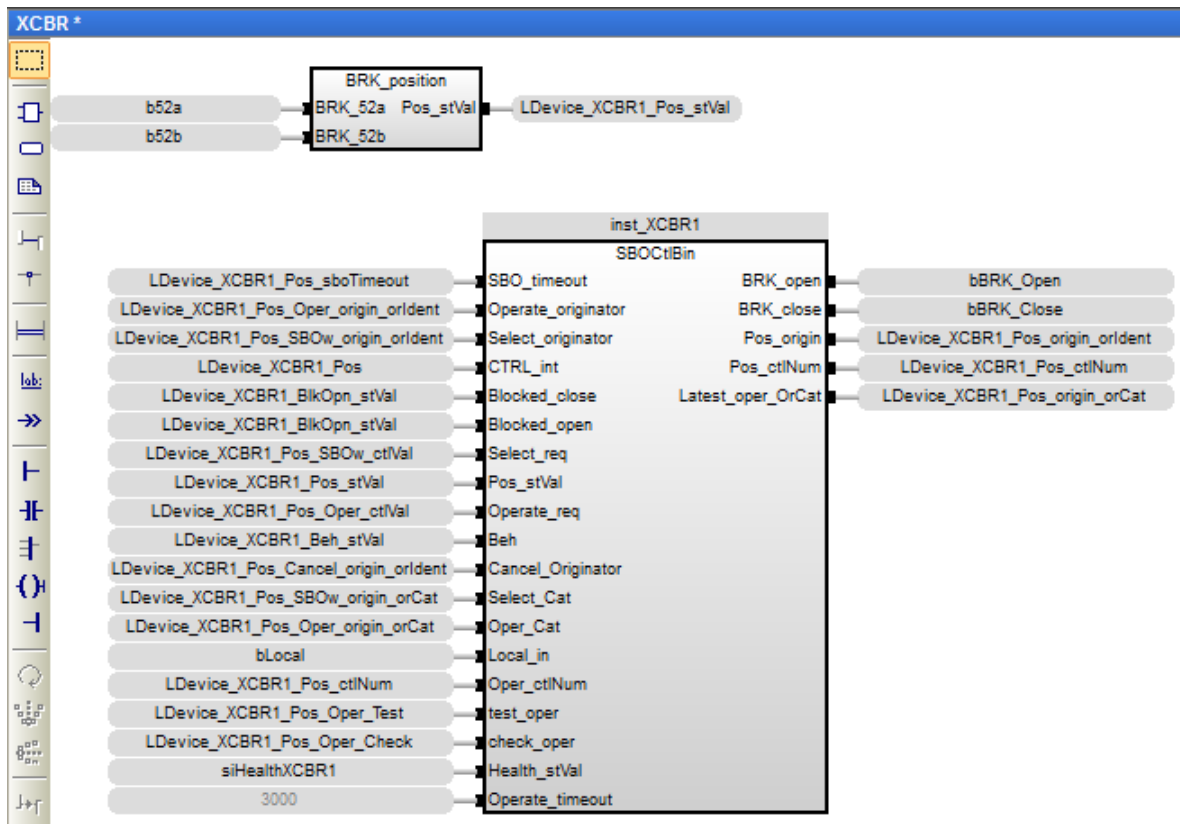 XCBR *
BRK_position
b52a BRK_52a Pos_stVal LDevice_XCBR1_Pos_stVal
b52b BRK_52b
inst_XCBR1
SBOCtlBin
LDevice_XCBR1_Pos_sboTimeout SBO_timeout BRK_open bBRK_Open
LDevice_XCBR1_Pos_Oper_origin_orIdent Operate_originator BRK_close bBRK_Close
LDevice_XCBR1_Pos_SBOw_origin_orIdent Select_originator Pos_origin LDevice_XCBR1_Pos_origin_orIdent
LDevice_XCBR1_Pos CTRL_int Pos_ctlNum LDevice_XCBR1_Pos_ctlNum
LDevice_XCBR1_BlkOpn_stVal Blocked_close Latest_oper_OrCat LDevice_XCBR1_Pos_origin_orCat
LDevice_XCBR1_BlkOpn_stVal Blocked_open
LDevice_XCBR1_Pos_SBOw_ctlVal Select_req
LDevice_XCBR1_Pos_stVal Pos_stVal
LDevice_XCBR1_Pos_Oper_ctlVal Operate_req
LDevice_XCBR1_Beh_stVal Beh
LDevice_XCBR1_Pos_Cancel_origin_orIdent Cancel_Originator
LDevice_XCBR1_Pos_SBOw_origin_orCat Select_Cat
LDevice_XCBR1_Pos_Oper_origin_orCat Oper_Cat
bLocal Local_in
LDevice_XCBR1_Pos_ctlNum Oper_ctlNum
LDevice_XCBR1_Pos_Oper_Test test_oper
LDevice_XCBR1_Pos_Oper_Check check_oper
siHealthXCBR1 Health_stVal
3000 Operate_timeout
lab: